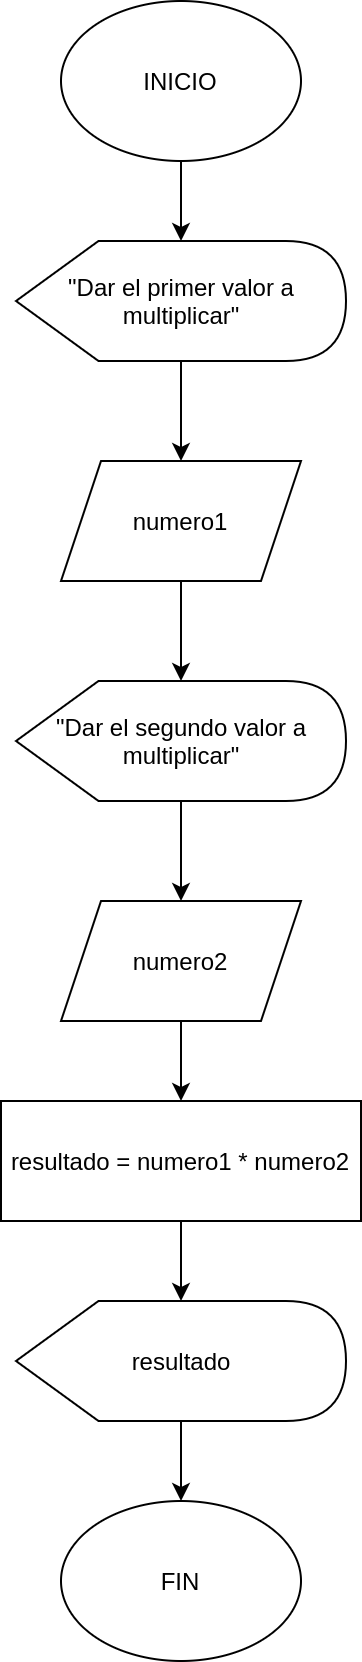 INICIO
"Dar el primer valor a
multiplicar"
numero1
"Dar el segundo valor a
multiplicar"
numero2
resultado = numero1 * numero2
resultado
FIN